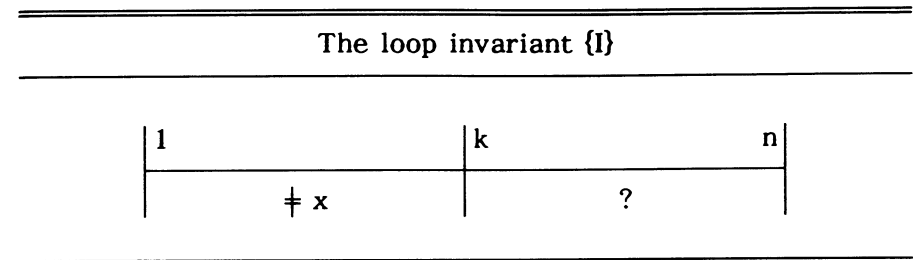 The loop invariant {I}
1 k n
≠ x ?